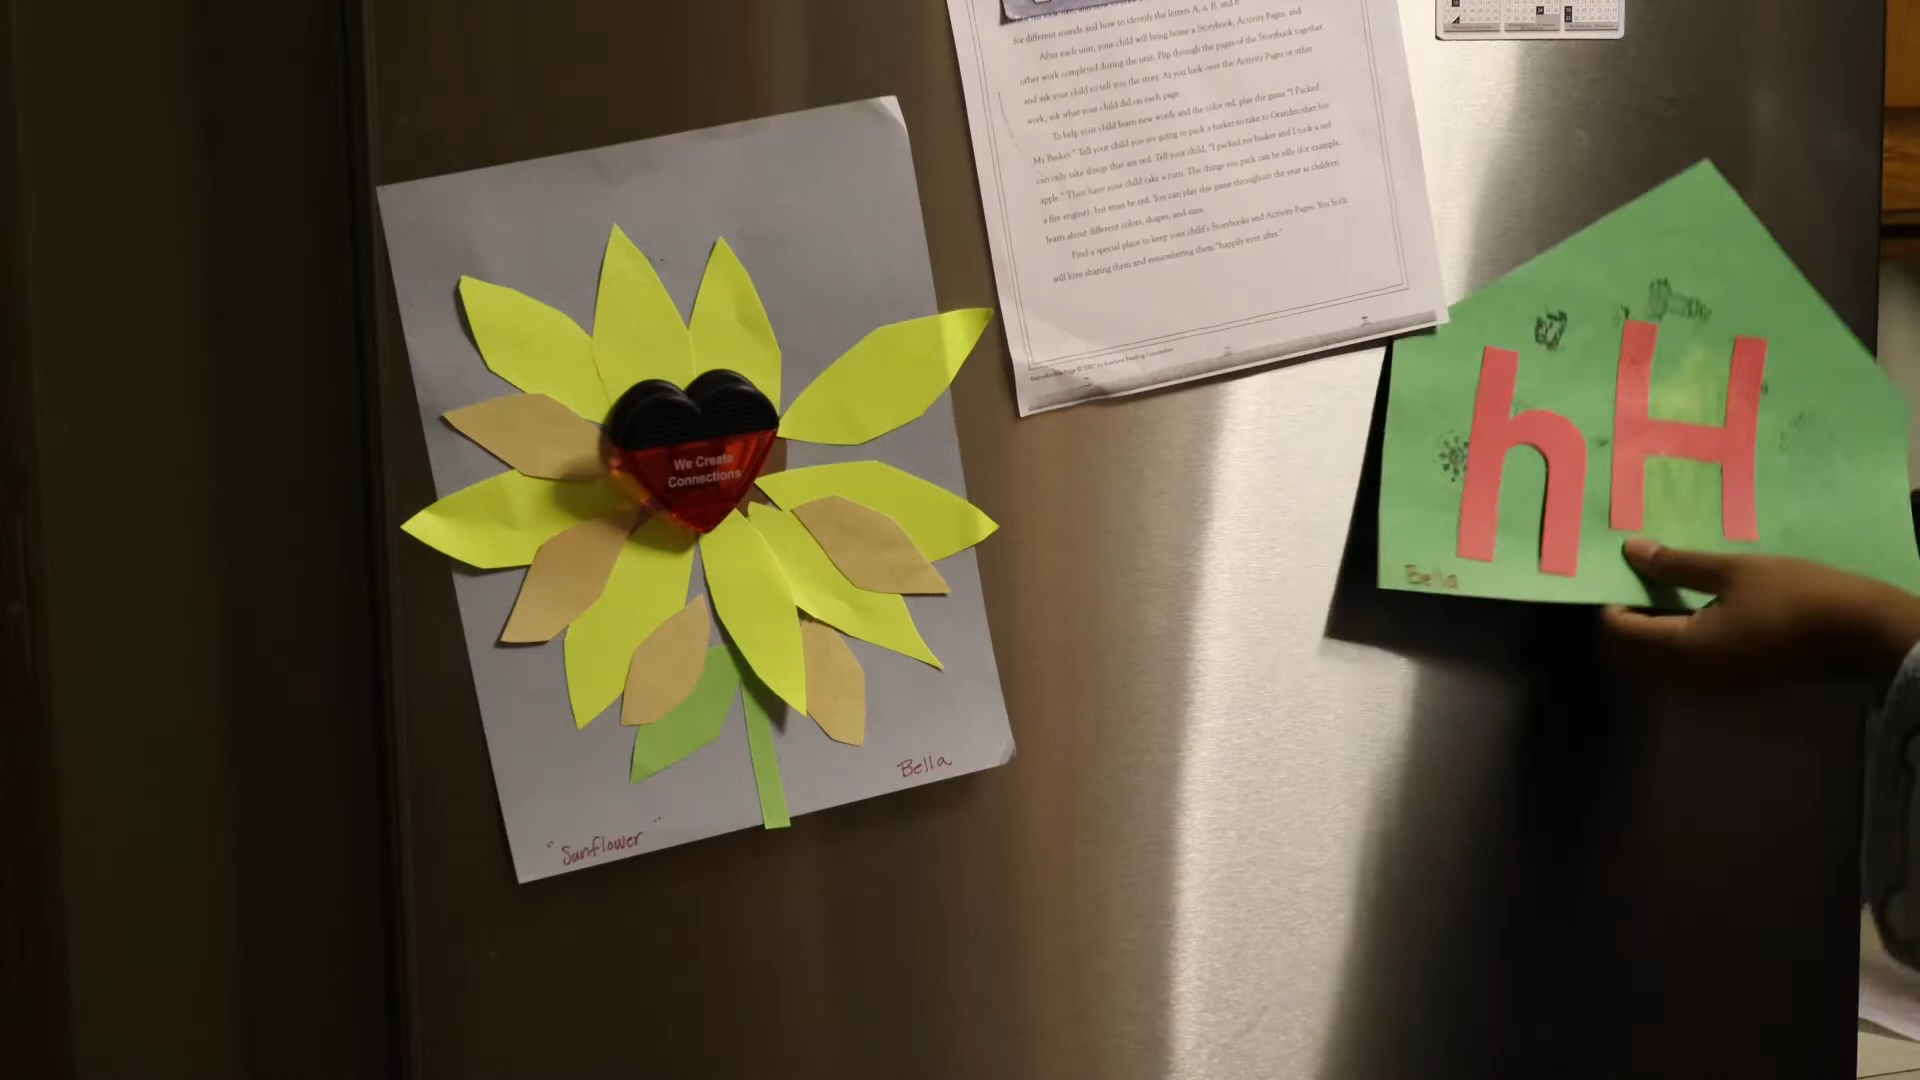 for different sounds and how to identify the letters A, a, B, and b
After each unit, your child will bring home a Storybook, Activity Pages, and
other work completed during the unit. Flip through the pages of the Storybook together
and ask your child to tell you the story. As you look over the Activity Pages or other
work, ask what your child did on each page.
To help your child learn new words and the color red, play the game "I Packed
My Basket." Tell your child you are going to pack a basket to take to Grandmother but
can only take things that are red. Tell your child, "I packed my basket and I took a red
apple." Then have your child take a turn. The things you pack can be silly (for example,
a fire engine), but must be red. You can play this game throughout the year as children
learn about different colors, shapes, and sizes.
Find a special place to keep your child's Storybooks and Activity Pages. You both
will love sharing them and remembering them "happily ever after."
Reproducible Page © 2007 by Rowland Reading Foundation
We Create
Connections
hH
Bella
Bella
"Sunflower"